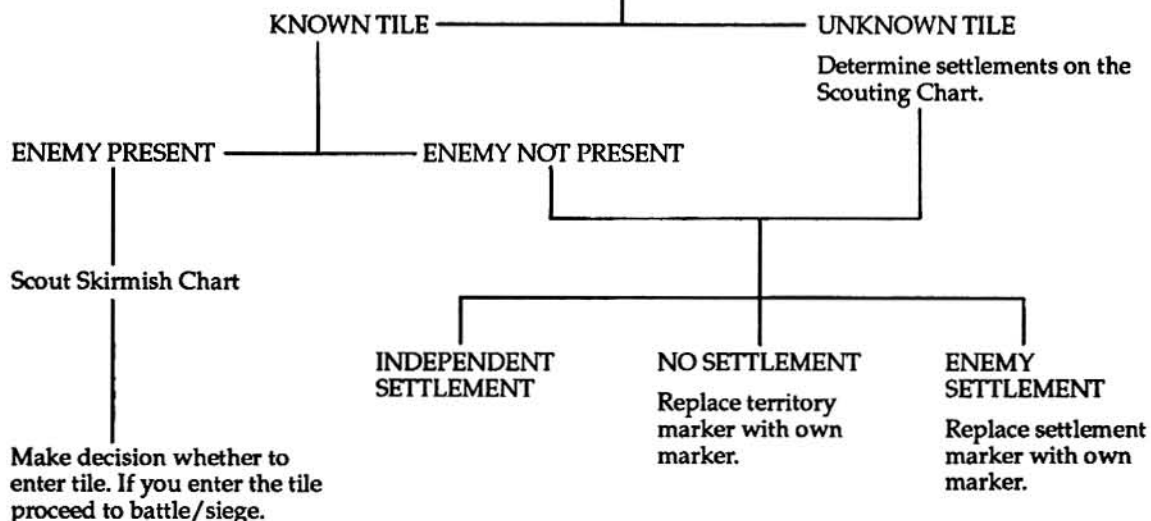 KNOWN TILE
UNKNOWN TILE
Determine settlements on the
Scouting Chart.
ENEMY PRESENT
ENEMY NOT PRESENT
Scout Skirmish Chart
Make decision whether to
enter tile. If you enter the tile
proceed to battle/siege.
INDEPENDENT
SETTLEMENT
NO SETTLEMENT
Replace territory
marker with own
marker.
ENEMY
SETTLEMENT
Replace settlement
marker with own
marker.